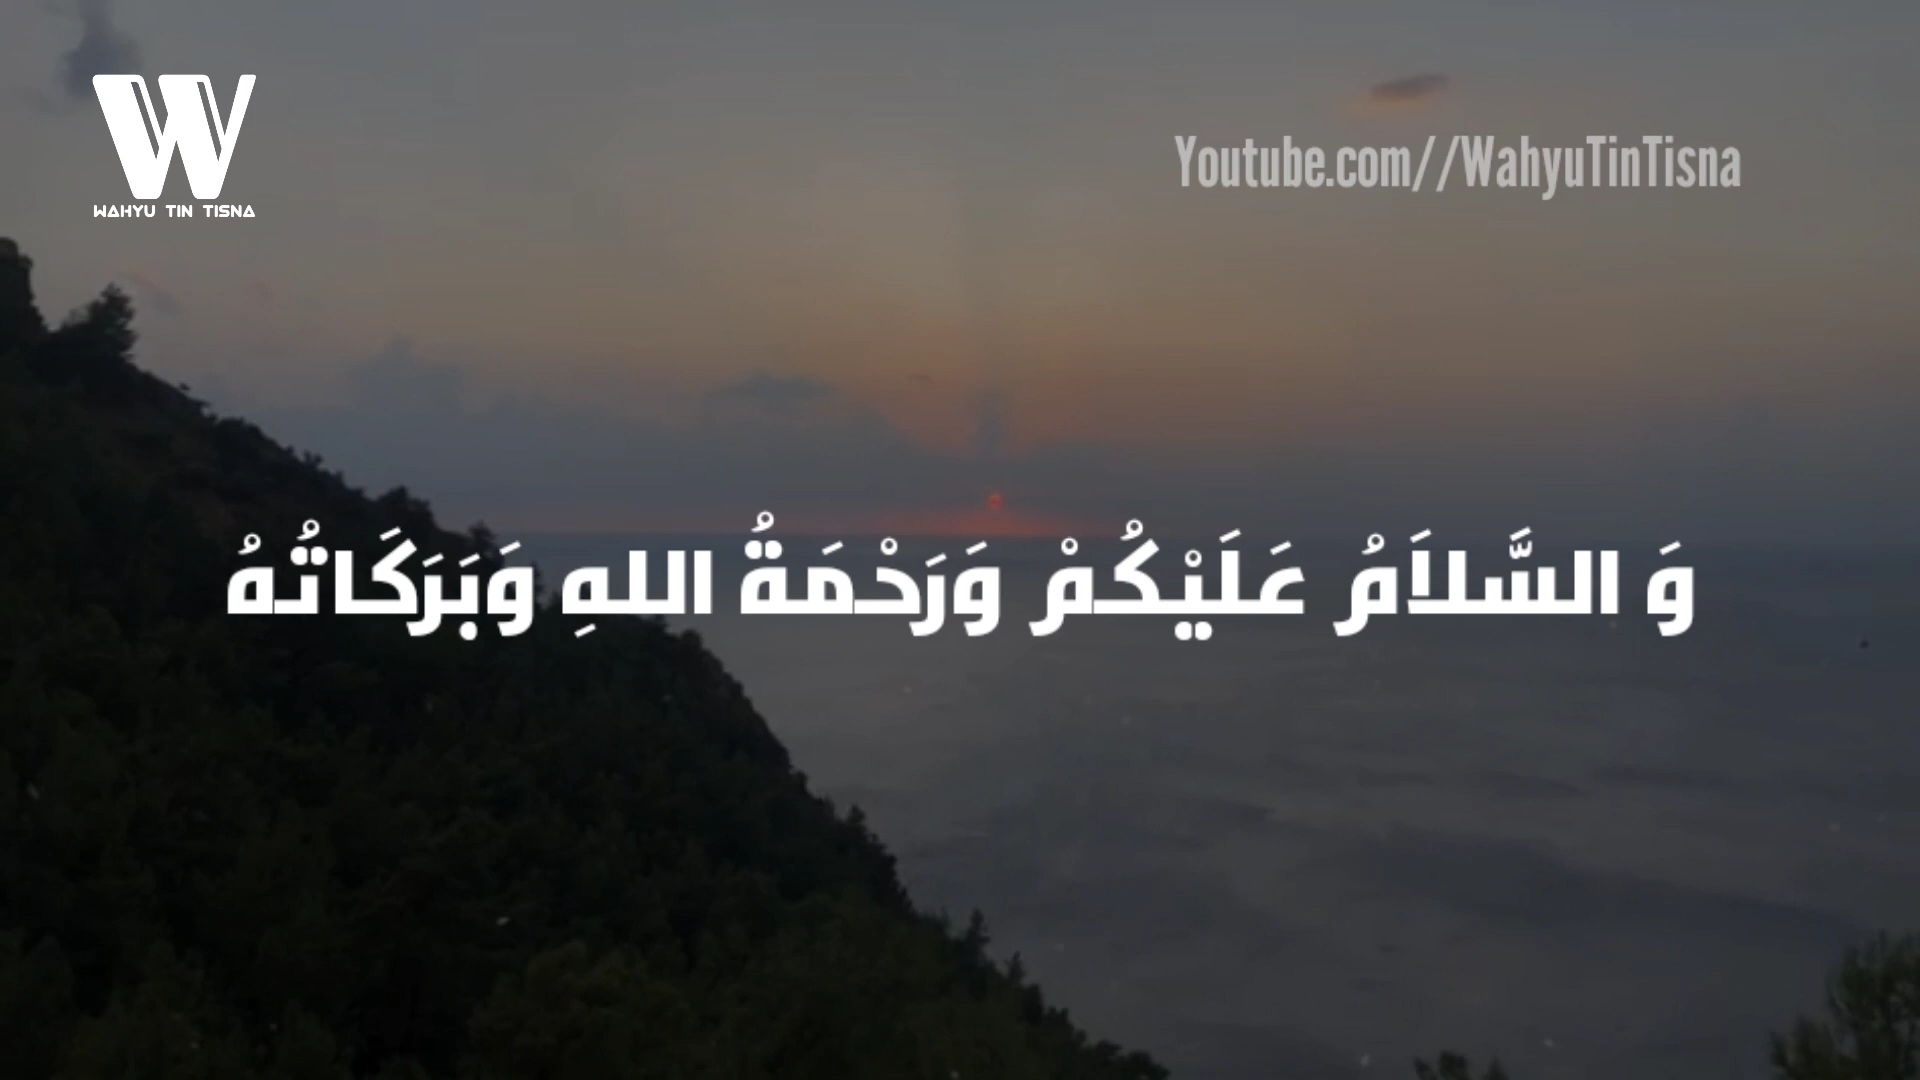 WAHYU TIN TISNA
Youtube.com//WahyuTinTisna
وَ السَّلاَمُ عَلَيْكُمْ وَرَحْمَةُ اللهِ وَبَرَكَاتُهُ